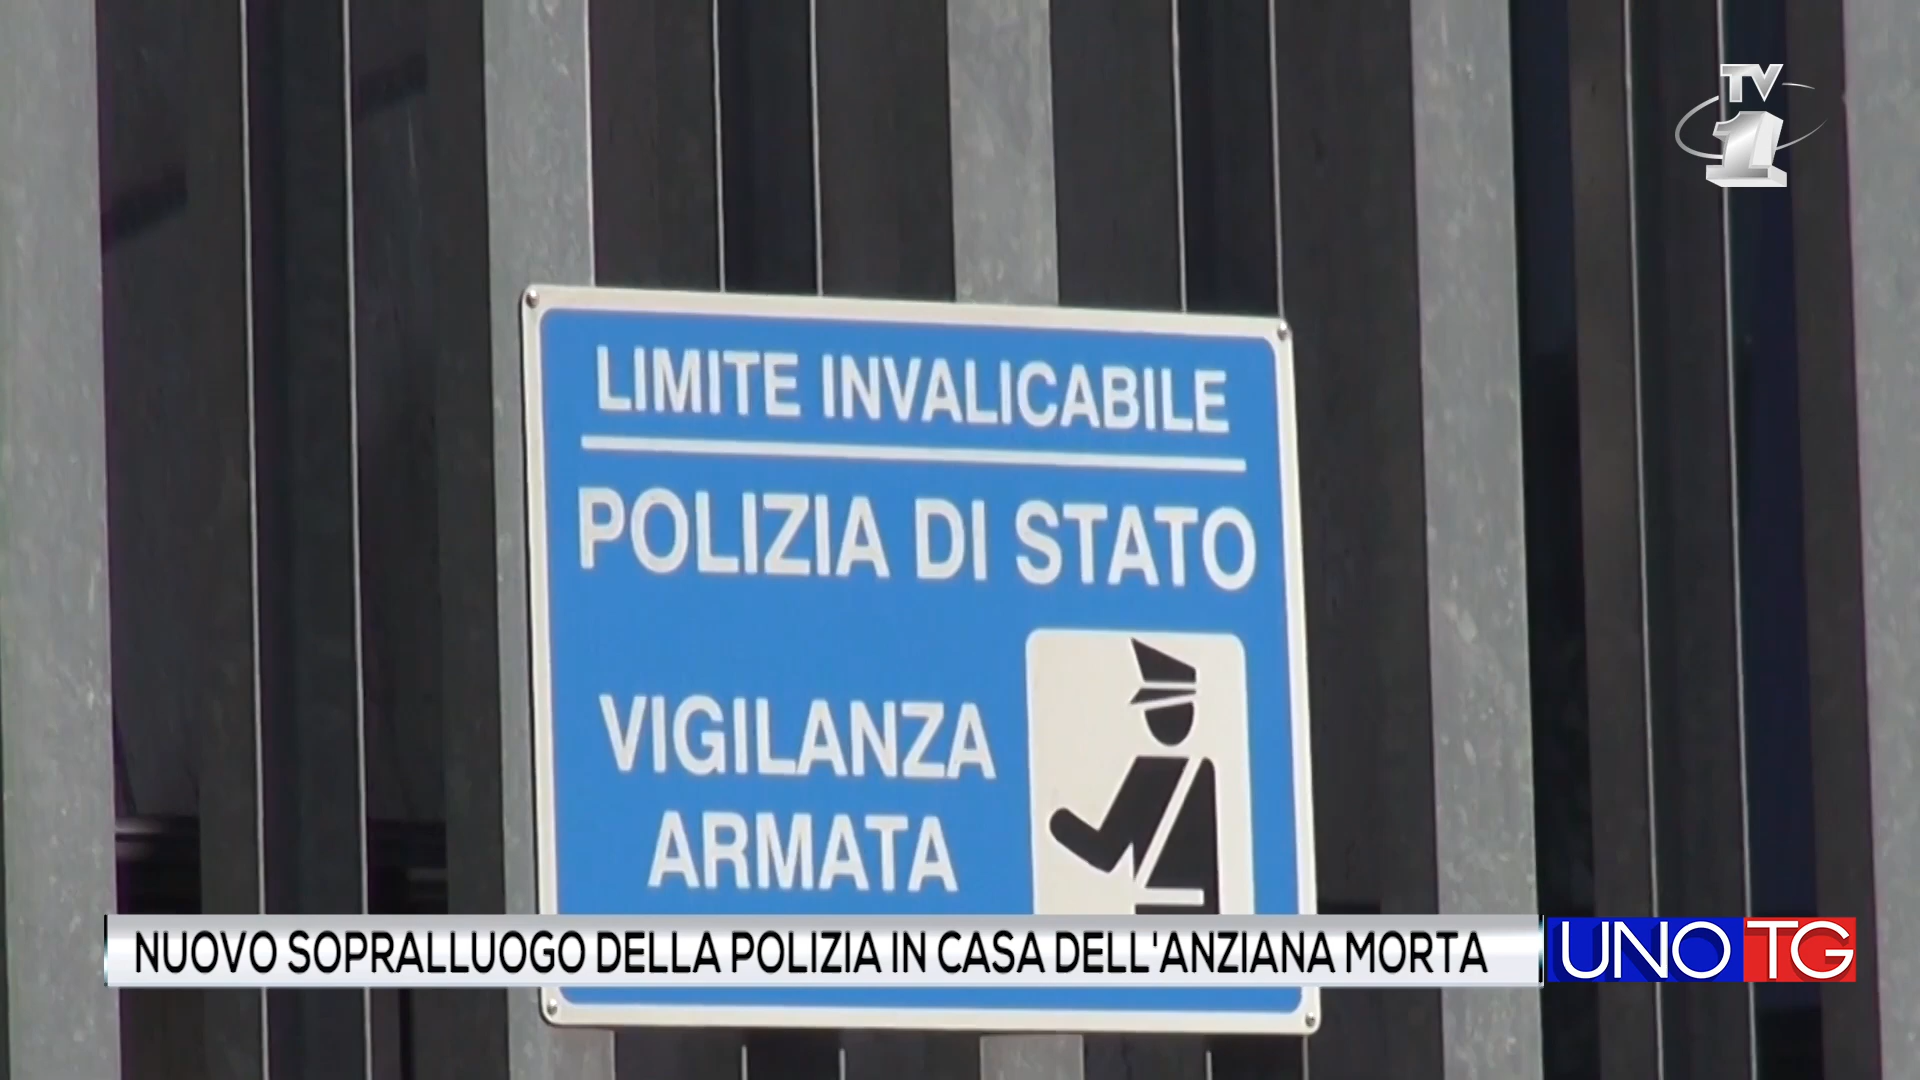 TV
1
LIMITE INVALICABILE
POLIZIA DI STATO
VIGILANZA
ARMATA
NUOVO SOPRALLUOGO DELLA POLIZIA IN CASA DELL'ANZIANA MORTA
UNO TG